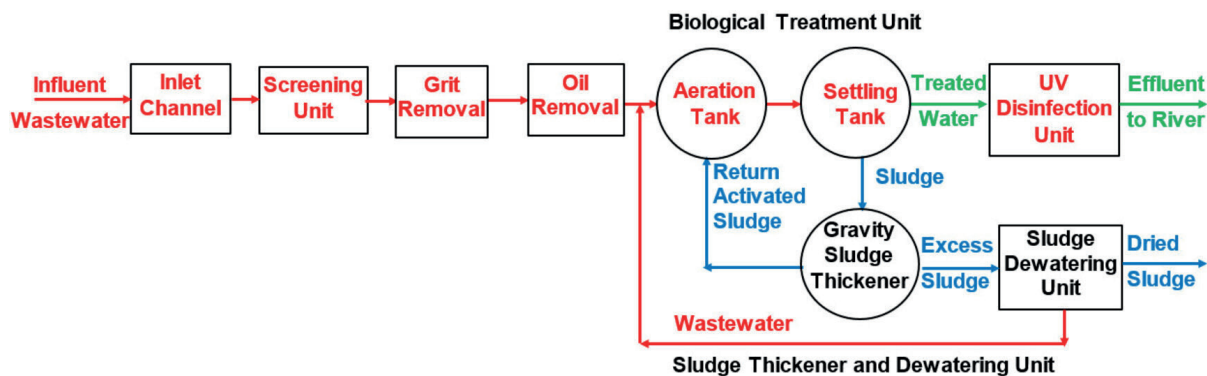 Biological Treatment Unit
Influent
Wastewater
Inlet
Channel
Screening
Unit
Grit
Removal
Oil
Removal
Aeration
Tank
Settling
Tank
Treated
Water
UV
Disinfection
Unit
Effluent
to River
Return
Activated
Sludge
Sludge
Gravity
Sludge
Thickener
Excess
Sludge
Sludge
Dewatering
Unit
Dried
Sludge
Wastewater
Sludge Thickener and Dewatering Unit